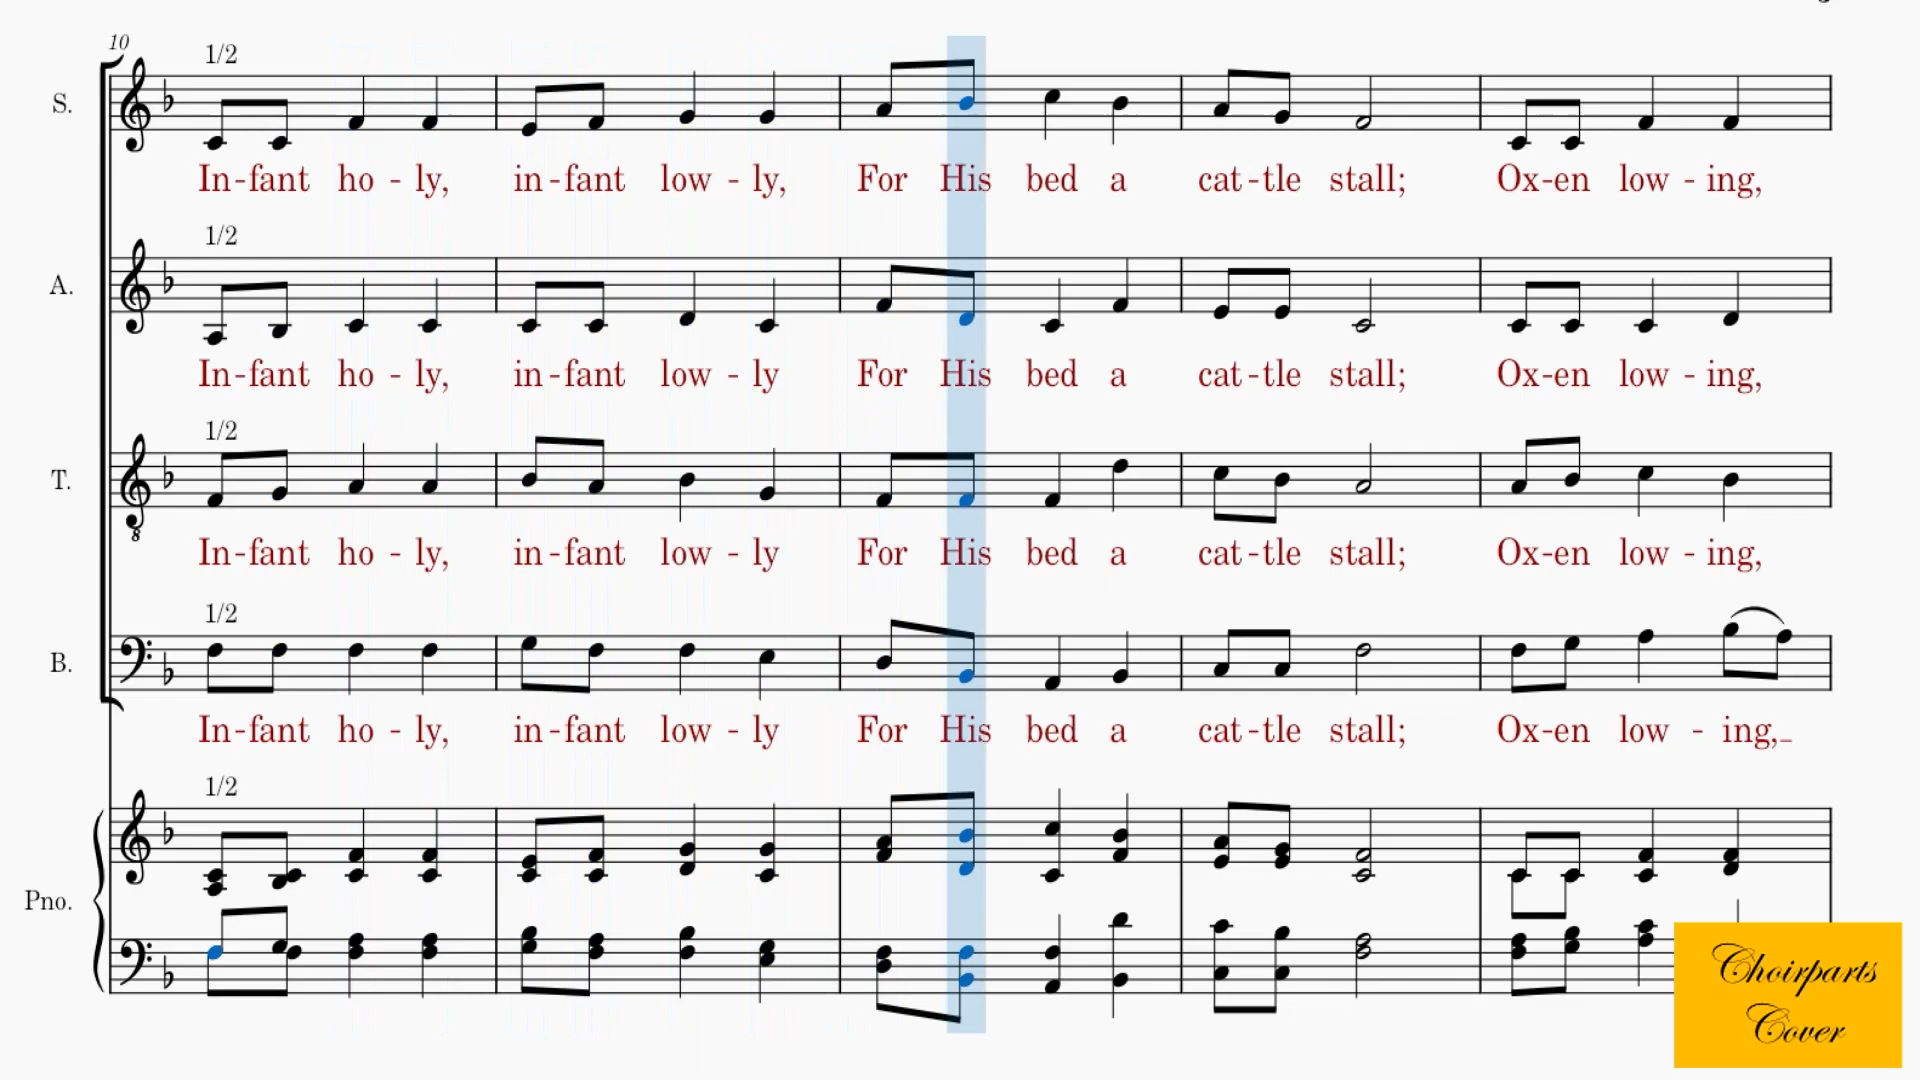 10
1/2
S.
In-fant ho - ly, in-fant low - ly, For His bed a cat-tle stall; Ox-en low - ing,
1/2
A.
In-fant ho - ly, in-fant low - ly For His bed a cat-tle stall; Ox-en low - ing,
1/2
T.
8
In-fant ho - ly, in-fant low - ly For His bed a cat-tle stall; Ox-en low - ing,
1/2
B.
In-fant ho - ly, in-fant low - ly For His bed a cat-tle stall; Ox-en low - ing,_
1/2
Pno.
Choirparts
Cover